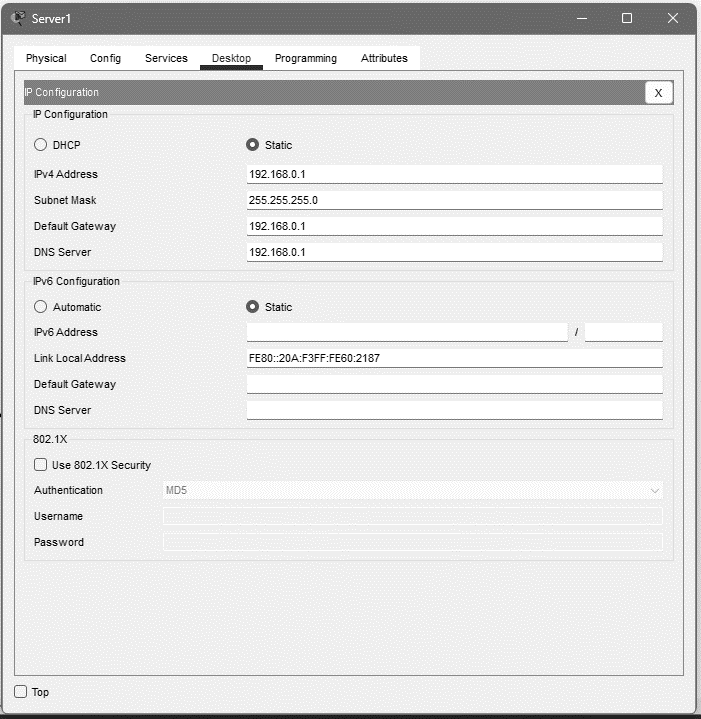 Server1
Physical Config Services Desktop Programming Attributes
IP Configuration X
IP Configuration
DHCP Static
IPv4 Address 192.168.0.1
Subnet Mask 255.255.255.0
Default Gateway 192.168.0.1
DNS Server 192.168.0.1
IPv6 Configuration
Automatic Static
IPv6 Address /
Link Local Address FE80::20A:F3FF:FE60:2187
Default Gateway
DNS Server
802.1X
Use 802.1X Security
Authentication MD5
Username
Password
Top